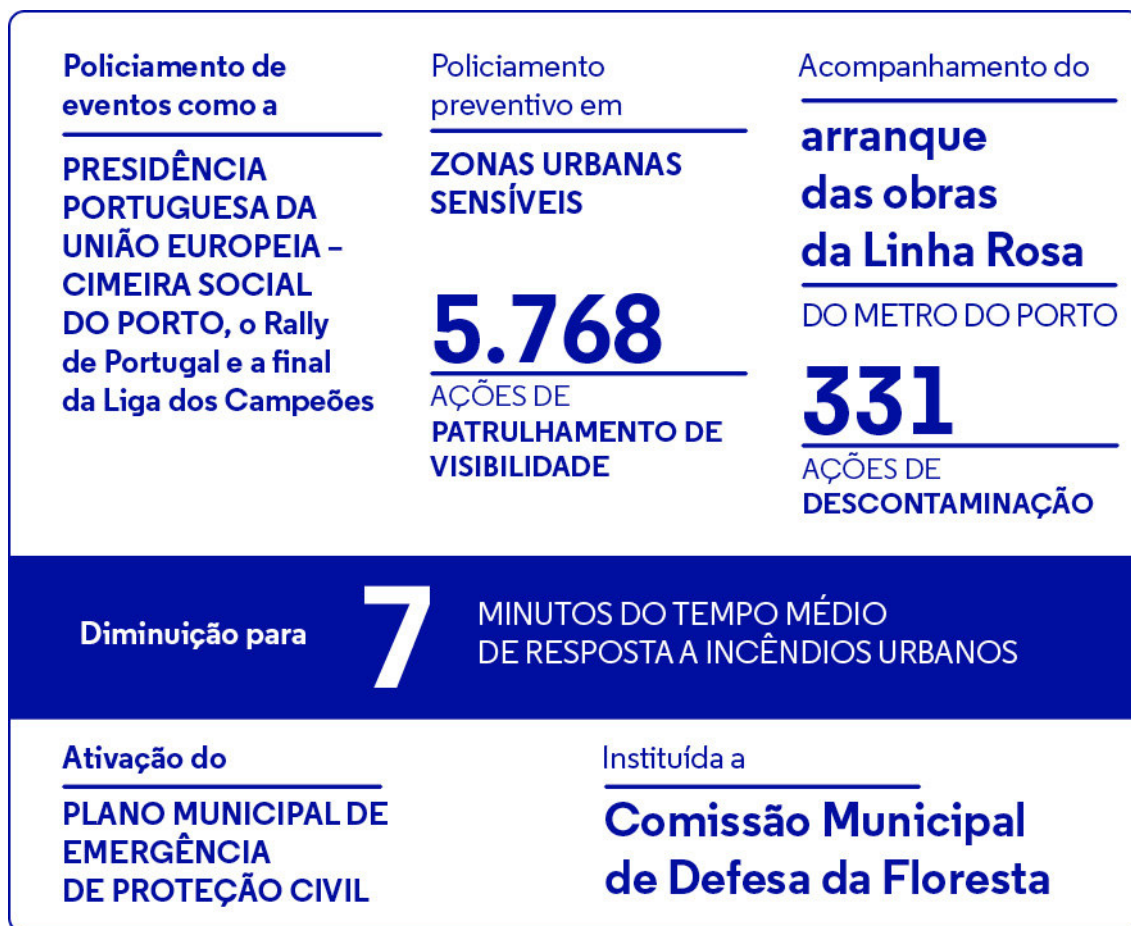 Policiamento de
eventos como a
PRESIDÊNCIA
PORTUGUESA DA
UNIÃO EUROPEIA –
CIMEIRA SOCIAL
DO PORTO, o Rally
de Portugal e a final
da Liga dos Campeões
Policiamento
preventivo em
ZONAS URBANAS
SENSÍVEIS
5.768
AÇÕES DE
PATRULHAMENTO DE
VISIBILIDADE
Acompanhamento do
arranque
das obras
da Linha Rosa
DO METRO DO PORTO
331
AÇÕES DE
DESCONTAMINAÇÃO
Diminuição para
7
MINUTOS DO TEMPO MÉDIO
DE RESPOSTA A INCÊNDIOS URBANOS
Ativação do
PLANO MUNICIPAL DE
EMERGÊNCIA
DE PROTEÇÃO CIVIL
Instituída a
Comissão Municipal
de Defesa da Floresta